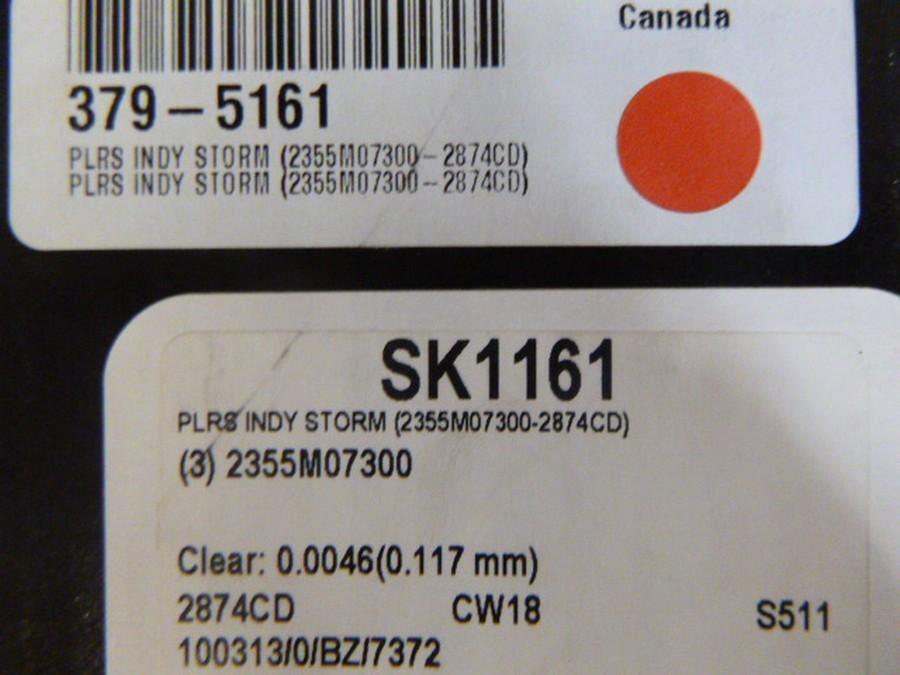 Canada
379-5161
PLRS INDY STORM (2355M07300-2874CD)
PLRS INDY STORM (2355M07300-2874CD)
SK1161
PLRS INDY STORM (2355M07300-2874CD)
(3) 2355M07300
Clear: 0.0046(0.117 mm)
2874CD CW18 S511
100313/0/BZ/7372